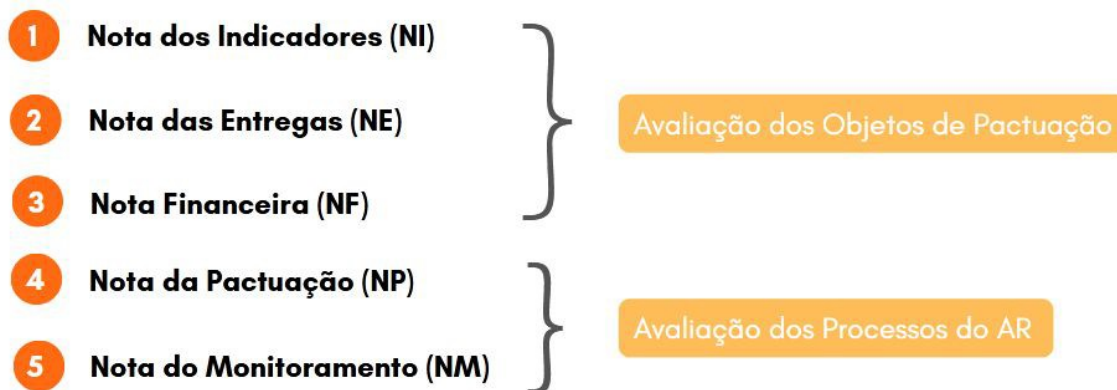 1 Nota dos Indicadores (NI)
2 Nota das Entregas (NE)
Avaliação dos Objetos de Pactuação
3 Nota Financeira (NF)
4 Nota da Pactuação (NP)
Avaliação dos Processos do AR
5 Nota do Monitoramento (NM)